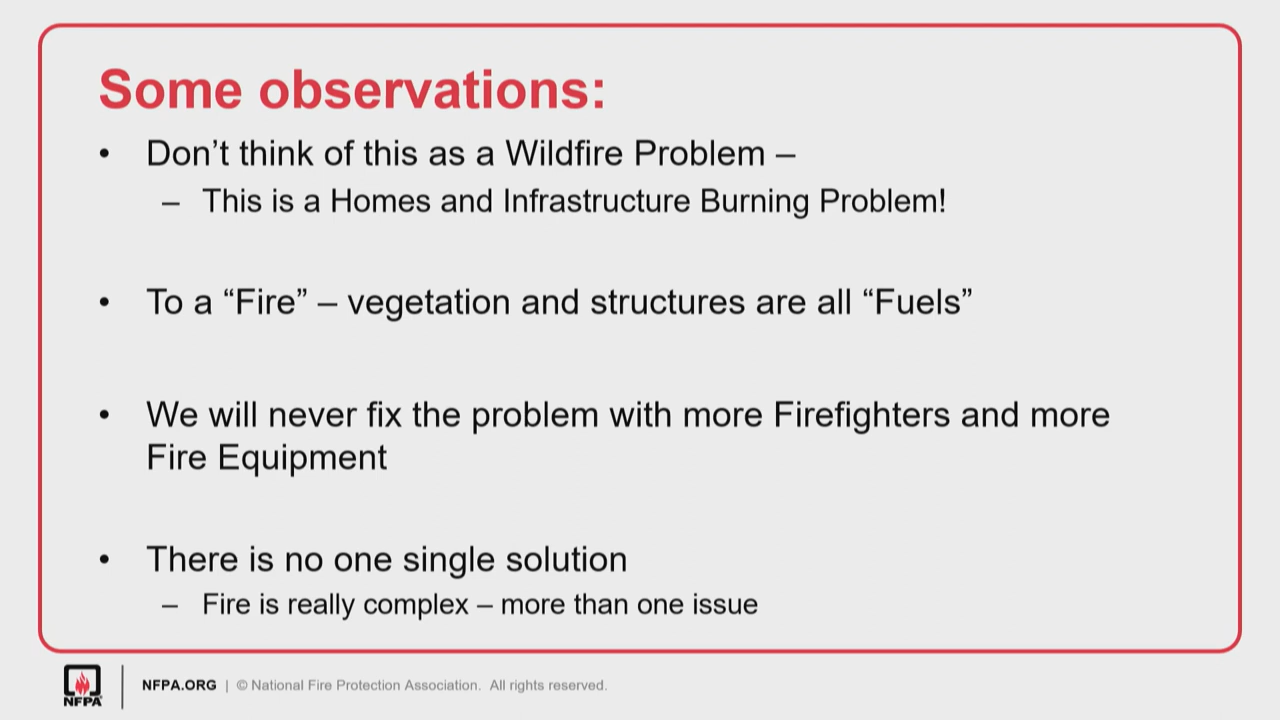 Some observations:
• Don’t think of this as a Wildfire Problem –
– This is a Homes and Infrastructure Burning Problem!
• To a “Fire” – vegetation and structures are all “Fuels”
• We will never fix the problem with more Firefighters and more
Fire Equipment
• There is no one single solution
– Fire is really complex – more than one issue
NFPA
NFPA.ORG | © National Fire Protection Association. All rights reserved.